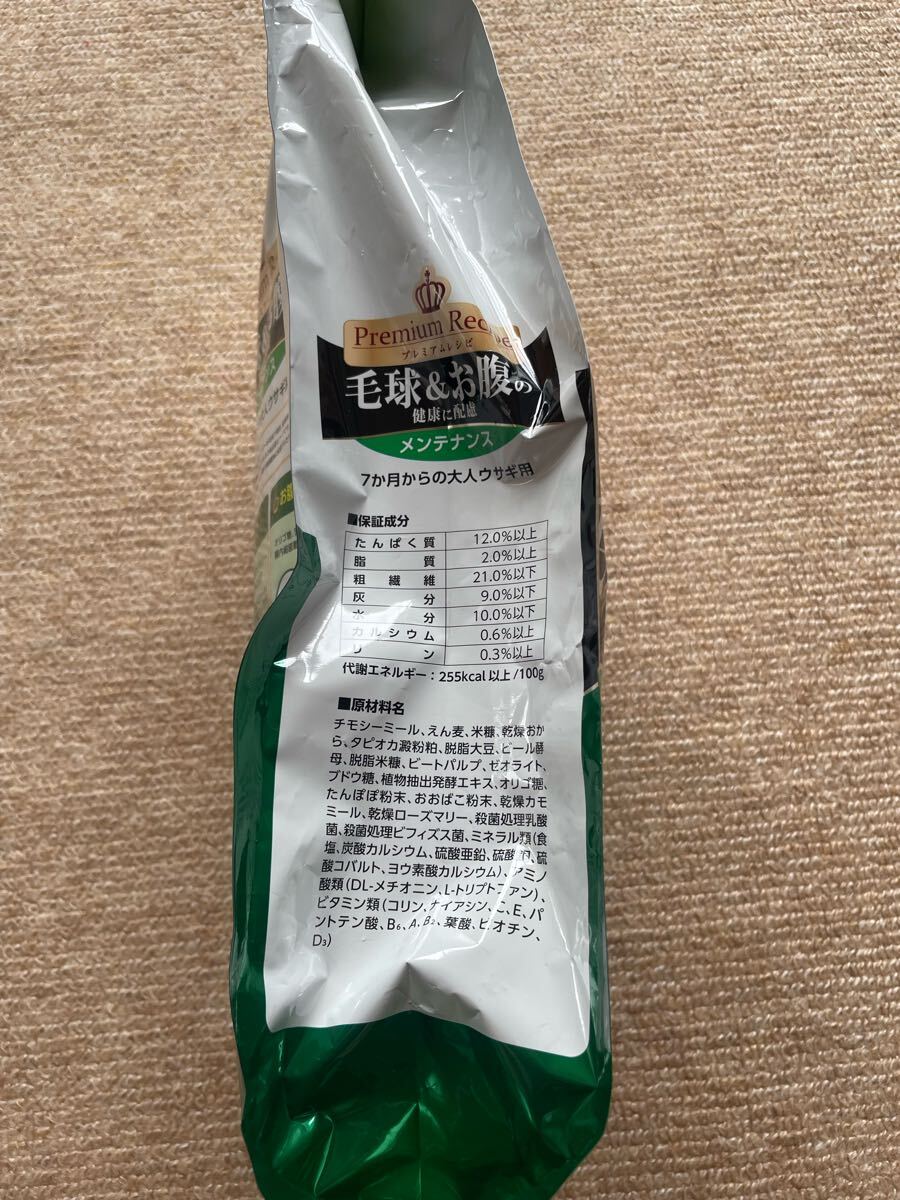 Premium Recipe
プレミアムレシピ
毛球&お腹の
健康に配慮
メンテナンス
7か月からの大人ウサギ用
■保証成分
たんぱく質 12.0%以上
脂質 2.0%以上
粗繊維 21.0%以下
灰分 9.0%以下
水分 10.0%以下
カルシウム 0.6%以上
リン 0.3%以上
代謝エネルギー：255kcal以上/100g
■原材料名
チモシーミール、えん麦、米糠、乾燥おか
ら、タピオカ澱粉粕、脱脂大豆、ビール酵
母、脱脂米糠、ビートパルプ、ゼオライト、
ブドウ糖、植物抽出発酵エキス、オリゴ糖、
たんぽぽ粉末、おおばこ粉末、乾燥カモ
ミール、乾燥ローズマリー、殺菌処理乳酸
菌、殺菌処理ビフィズス菌、ミネラル類（食
塩、炭酸カルシウム、硫酸亜鉛、硫酸銅、硫
酸コバルト、ヨウ素酸カルシウム）、アミノ
酸類（DL-メチオニン、L-トリプトファン）、
ビタミン類（コリン、ナイアシン、C、E、パ
ントテン酸、B₆、A、B₂、葉酸、ビオチン、
D₃）
大人ウサギ
お腹
オリゴ糖